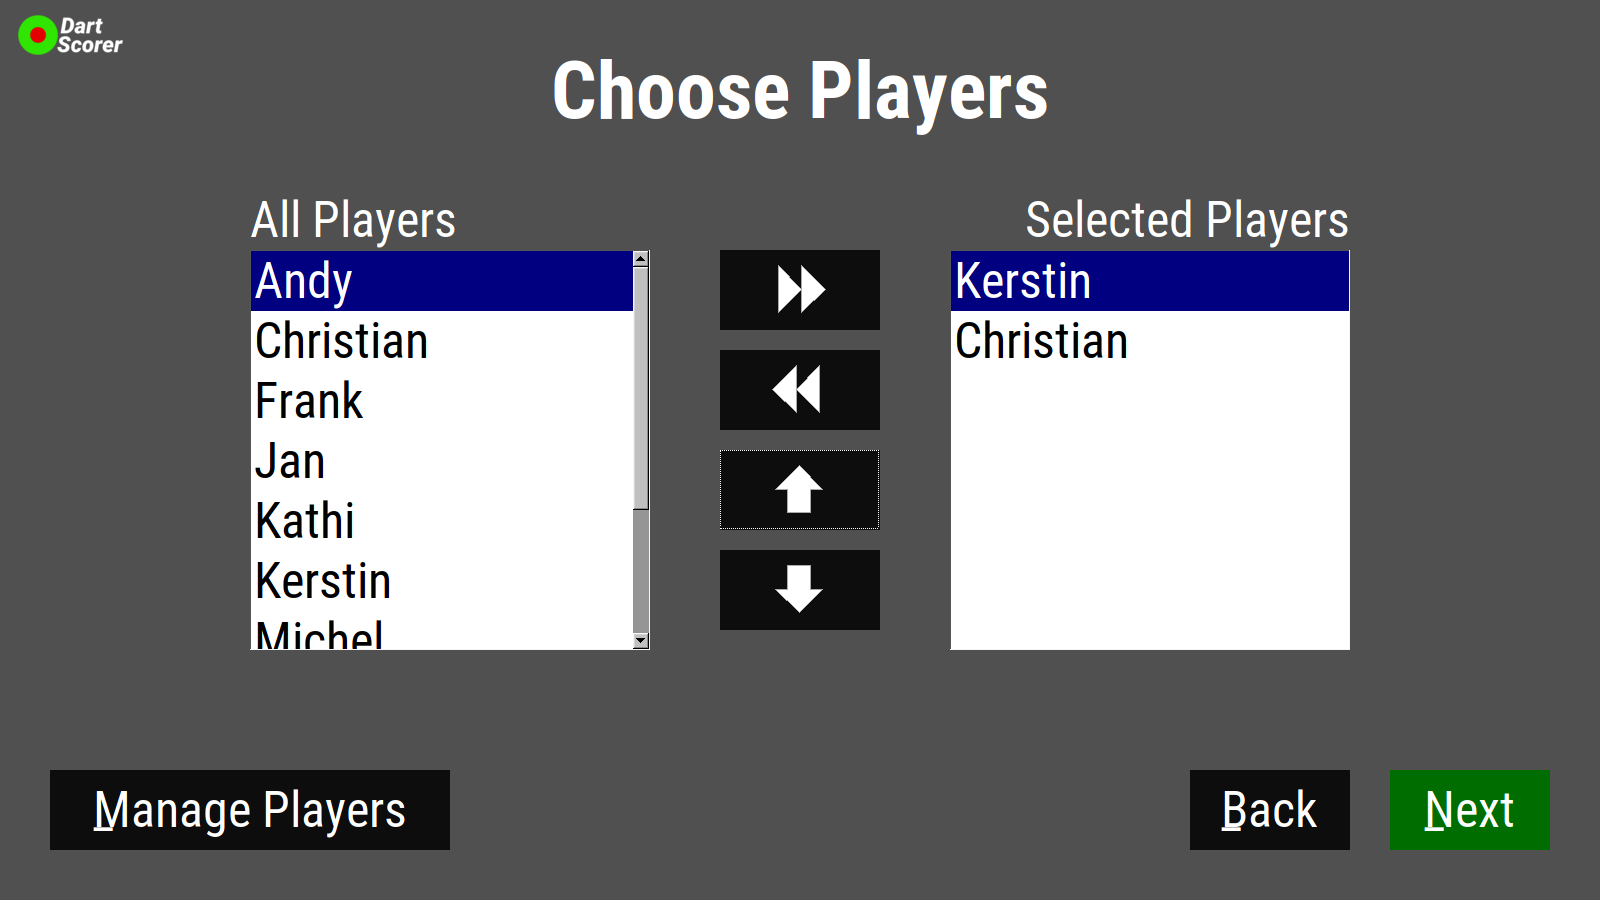 Dart
Scorer
Choose Players
All Players
Selected Players
Andy
Christian
Frank
Jan
Kathi
Kerstin
Michel
Kerstin
Christian
Manage Players
Back
Next